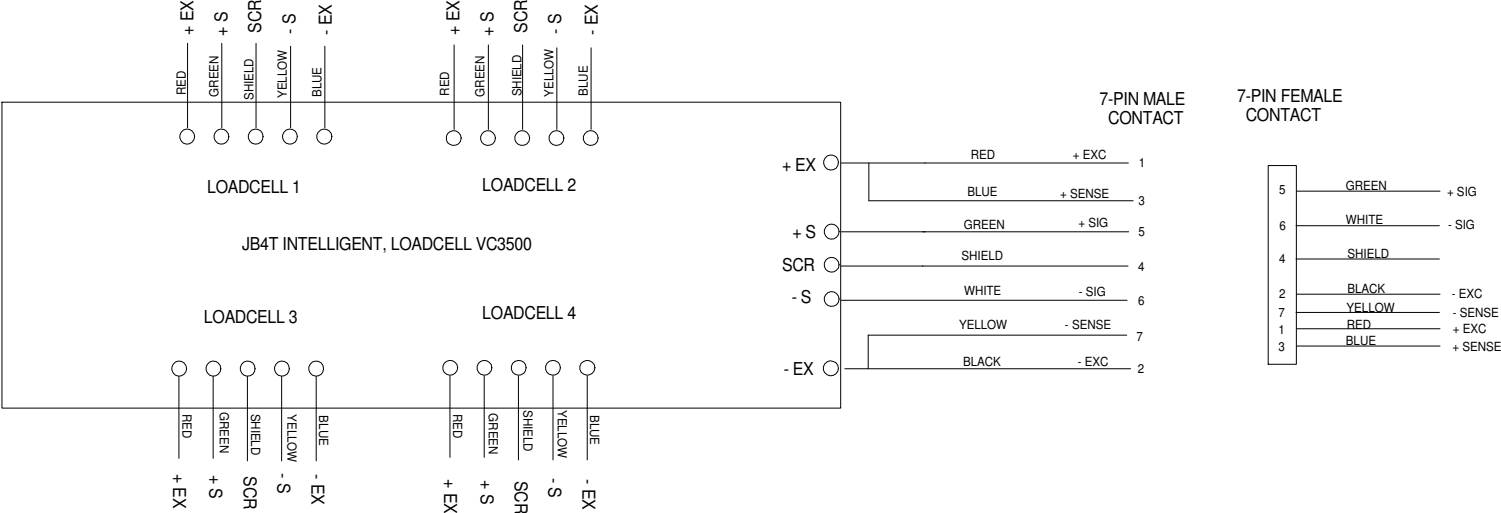 + EX + S SCR - S - EX
RED GREEN SHIELD YELLOW BLUE
LOADCELL 1
+ EX + S SCR - S - EX
RED GREEN SHIELD YELLOW BLUE
LOADCELL 2
JB4T INTELLIGENT, LOADCELL VC3500
LOADCELL 3
RED GREEN SHIELD YELLOW BLUE
+ EX + S SCR - S - EX
LOADCELL 4
RED GREEN SHIELD YELLOW BLUE
+ EX + S SCR - S - EX
7-PIN MALE
CONTACT
+ EX RED + EXC 1
BLUE + SENSE 3
+ S GREEN + SIG 5
SCR SHIELD 4
- S WHITE - SIG 6
YELLOW - SENSE 7
- EX BLACK - EXC 2
7-PIN FEMALE
CONTACT
5 GREEN + SIG
6 WHITE - SIG
4 SHIELD
2 BLACK - EXC
7 YELLOW - SENSE
1 RED + EXC
3 BLUE + SENSE